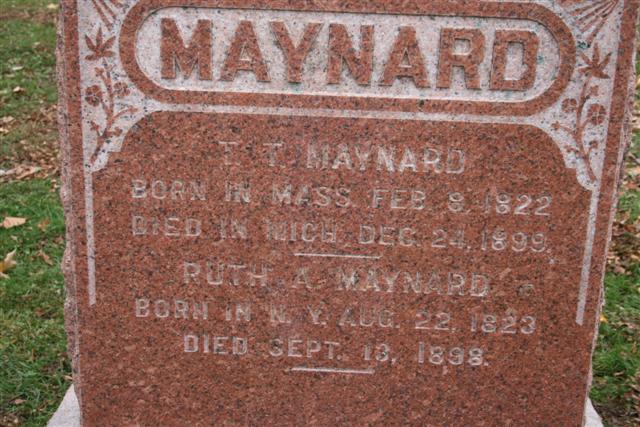 MAYNARD
T. T. MAYNARD
BORN IN MASS. FEB. 8, 1822
DIED IN MICH. DEC. 24, 1899.
RUTH A. MAYNARD
BORN IN N. Y. AUG. 22, 1823
DIED SEPT. 13, 1898.